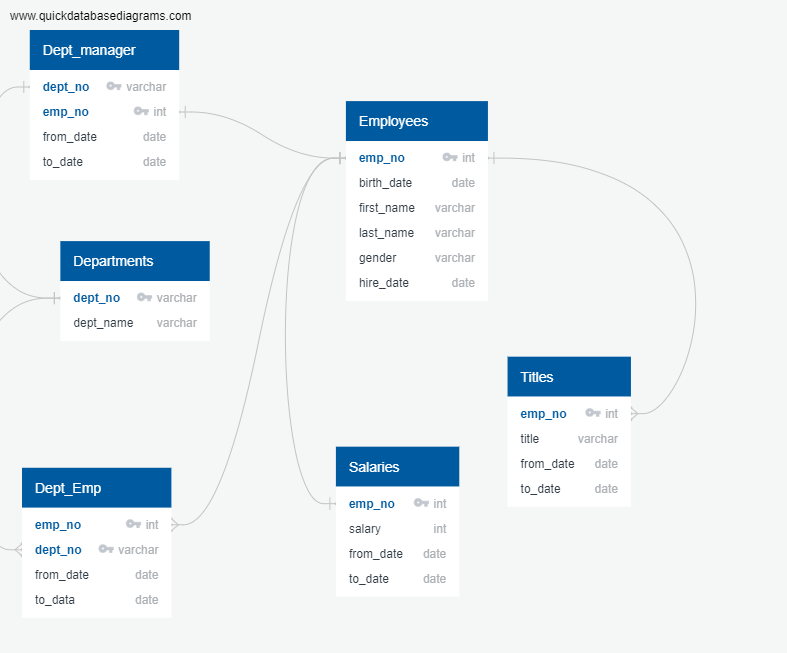 www.quickdatabasediagrams.com
Dept_manager
dept_no varchar
emp_no int
from_date date
to_date date
Employees
emp_no int
birth_date date
first_name varchar
last_name varchar
gender varchar
hire_date date
Departments
dept_no varchar
dept_name varchar
Titles
emp_no int
title varchar
from_date date
to_date date
Salaries
emp_no int
salary int
from_date date
to_date date
Dept_Emp
emp_no int
dept_no varchar
from_date date
to_data date